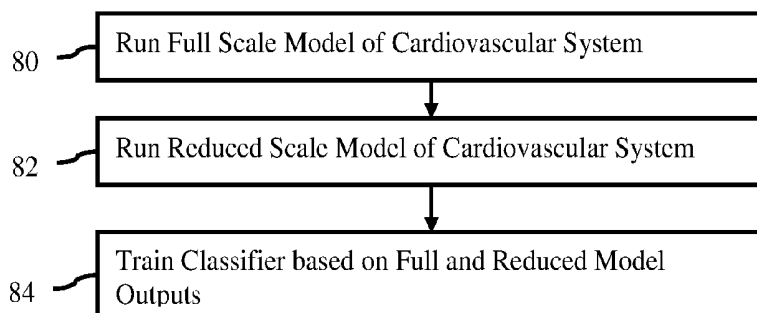 80
Run Full Scale Model of Cardiovascular System
82
Run Reduced Scale Model of Cardiovascular System
84
Train Classifier based on Full and Reduced Model
Outputs